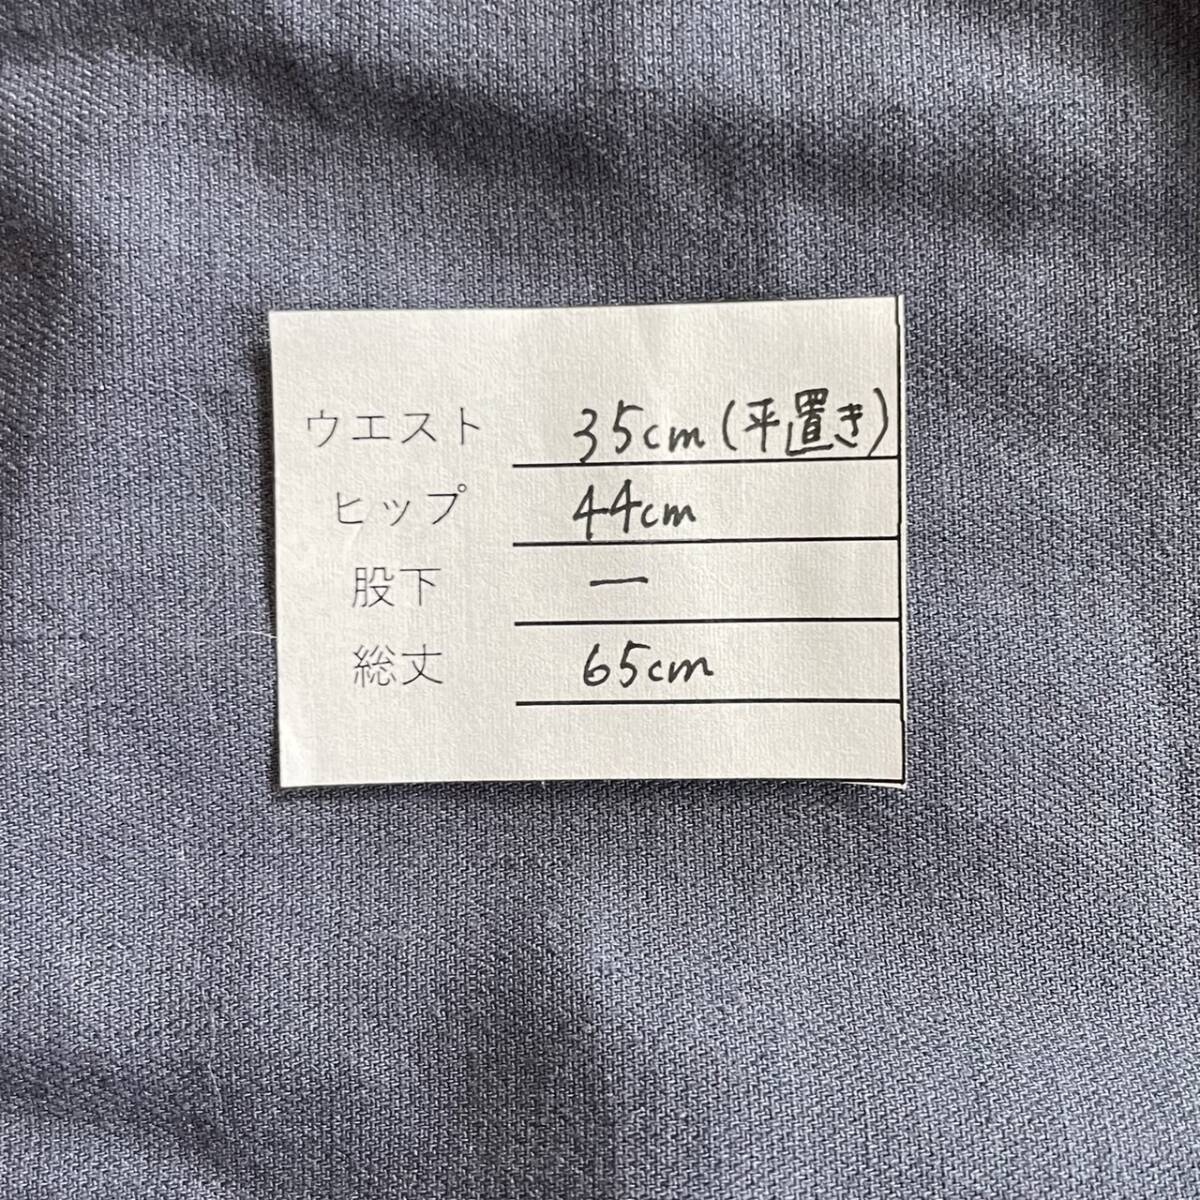 ウエスト 35cm(平置き)
ヒップ 44cm
股下 ー
総丈 65cm